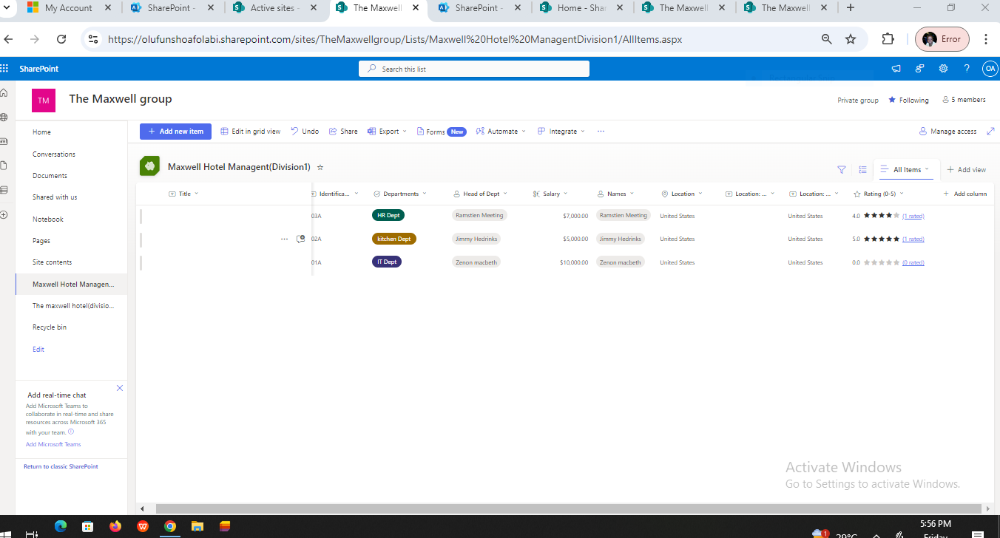 My Account
SharePoint -
Active sites -
The Maxwell
SharePoint -
Home - Shar
The Maxwell
The Maxwell
https://olufunshoafolabi.sharepoint.com/sites/TheMaxwellgroup/Lists/Maxwell%20Hotel%20ManagentDivision1/AllItems.aspx
Error
SharePoint
Search this list
?
OA
TM
The Maxwell group
Private group
Following
5 members
Home
Conversations
Documents
Shared with us
Notebook
Pages
Site contents
Maxwell Hotel Managen...
The maxwell hotel(divisio...
Recycle bin
Edit
Add real-time chat
Add Microsoft Teams to
collaborate in real-time and share
resources across Microsoft 365
with your team.
Add Microsoft Teams
Return to classic SharePoint
+ Add new item
Edit in grid view
Undo
Share
Export
Forms New
Automate
Integrate
...
Manage access
Maxwell Hotel Managent(Division1)
All Items
+ Add view
Title Identifica... Departments Head of Dept Salary Names Location Location: ... Location: ... Rating (0-5) + Add column
03A HR Dept Ramstien Meeting $7,000.00 Ramstien Meeting United States United States 4.0 (1 rated)
... 02A kitchen Dept Jimmy Hedrinks $5,000.00 Jimmy Hedrinks United States United States 5.0 (1 rated)
01A IT Dept Zenon macbeth $10,000.00 Zenon macbeth United States United States 0.0 (0 rated)
Activate Windows
Go to Settings to activate Windows.
1
29°C
5:56 PM
Friday